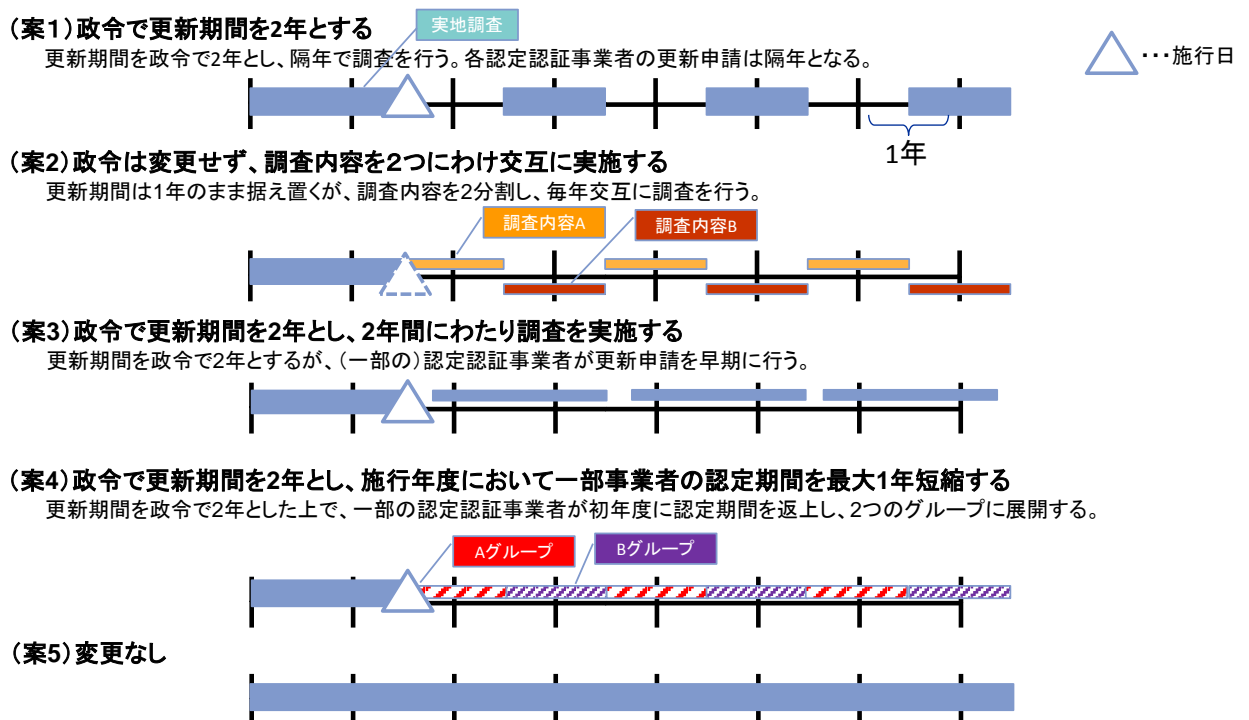 （案1）政令で更新期間を2年とする
実地調査
更新期間を政令で2年とし、隔年で調査を行う。各認定認証事業者の更新申請は隔年となる。
･･･施行日
1年
（案2）政令は変更せず、調査内容を2つにわけ交互に実施する
更新期間は1年のまま据え置くが、調査内容を2分割し、毎年交互に調査を行う。
調査内容A
調査内容B
（案3）政令で更新期間を2年とし、2年間にわたり調査を実施する
更新期間を政令で2年とするが、（一部の）認定認証事業者が更新申請を早期に行う。
（案4）政令で更新期間を2年とし、施行年度において一部事業者の認定期間を最大1年短縮する
更新期間を政令で2年とした上で、一部の認定認証事業者が初年度に認定期間を返上し、2つのグループに展開する。
Aグループ
Bグループ
（案5）変更なし